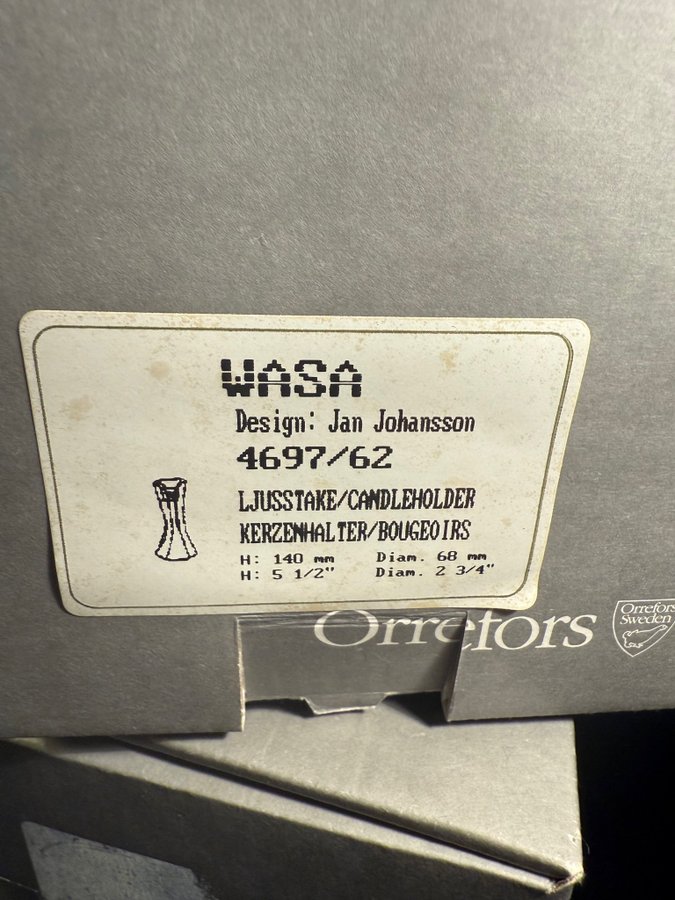 WASA
Design: Jan Johansson
4697/62
LJUSSTAKE/CANDLEHOLDER
KERZENHALTER/BOUGEOIRS
H: 140 mm Diam. 68 mm
H: 5 1/2" Diam. 2 3/4"
Orrefors
Orrefors
Sweden